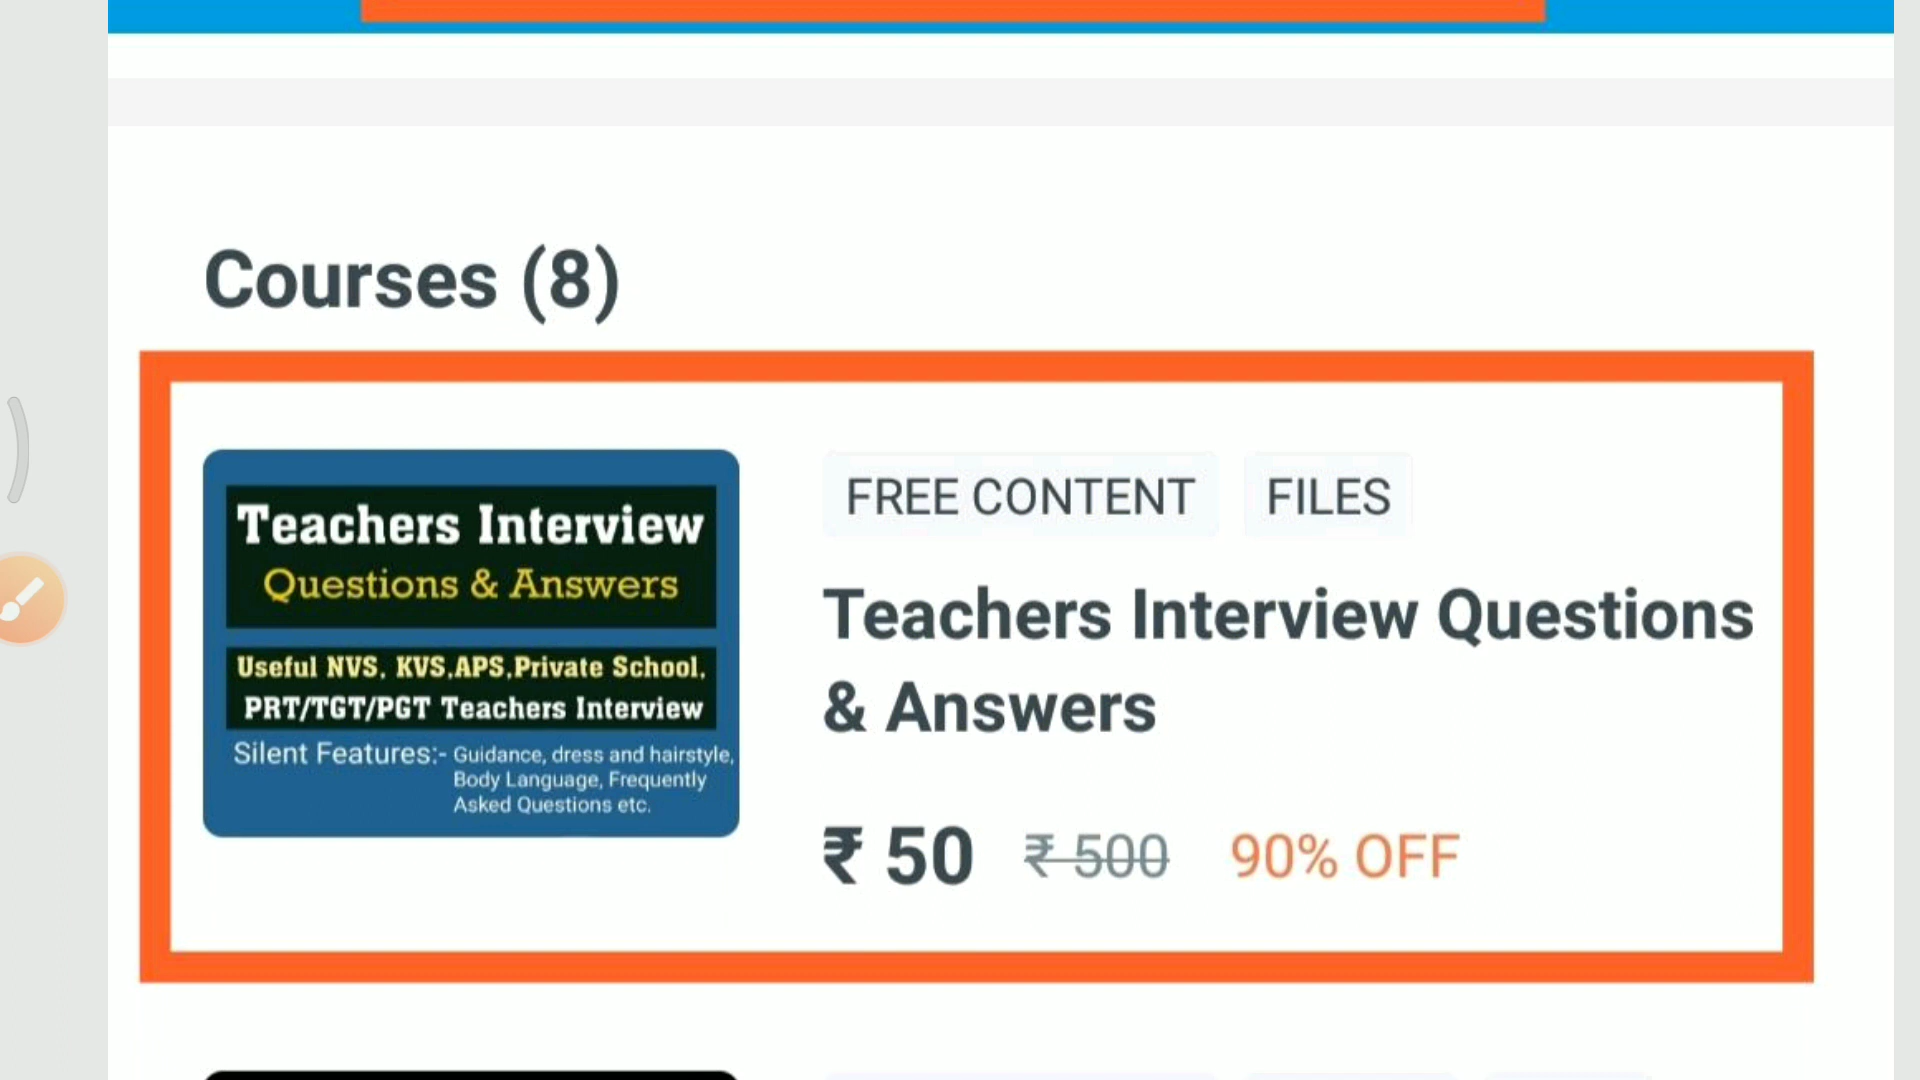 Courses (8)
Teachers Interview
Questions & Answers
Useful NVS, KVS,APS,Private School,
PRT/TGT/PGT Teachers Interview
Silent Features:- Guidance, dress and hairstyle,
Body Language, Frequently
Asked Questions etc.
FREE CONTENT FILES
Teachers Interview Questions
& Answers
₹ 50 ₹ 500 90% OFF